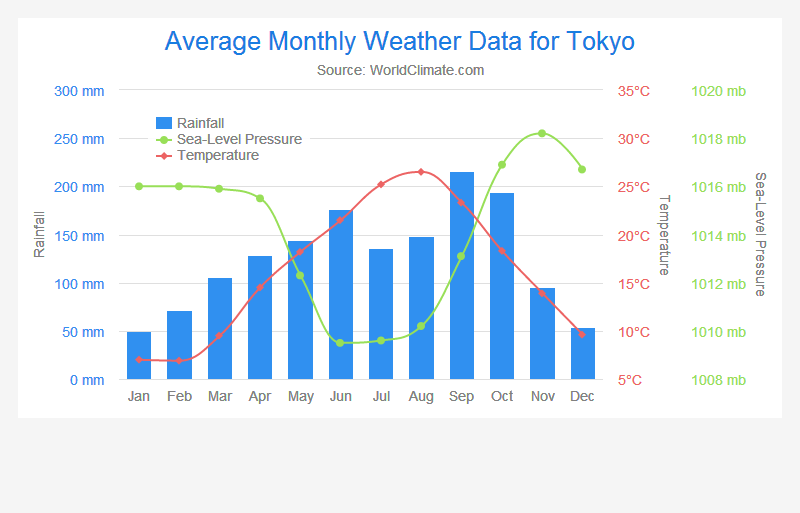 Average Monthly Weather Data for Tokyo
Source: WorldClimate.com
300 mm
250 mm
200 mm
150 mm
100 mm
50 mm
0 mm
Rainfall
Rainfall
Sea-Level Pressure
Temperature
35°C
30°C
25°C
20°C
15°C
10°C
5°C
Temperature
1020 mb
1018 mb
1016 mb
1014 mb
1012 mb
1010 mb
1008 mb
Sea-Level Pressure
Jan Feb Mar Apr May Jun Jul Aug Sep Oct Nov Dec